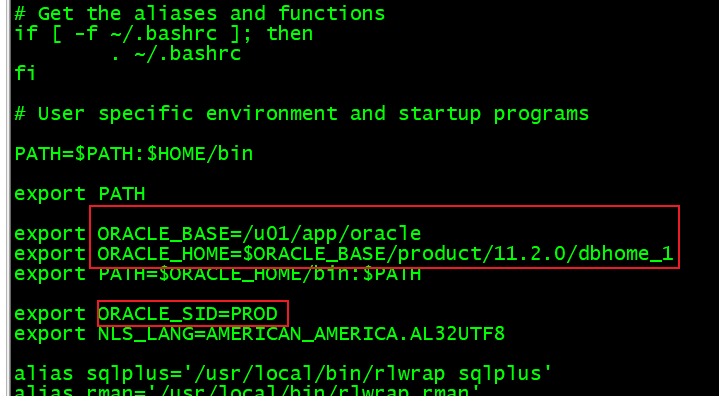 # Get the aliases and functions
if [ -f ~/.bashrc ]; then
        . ~/.bashrc
fi
# User specific environment and startup programs
PATH=$PATH:$HOME/bin
export PATH
export ORACLE_BASE=/u01/app/oracle
export ORACLE_HOME=$ORACLE_BASE/product/11.2.0/dbhome_1
export PATH=$ORACLE_HOME/bin:$PATH
export ORACLE_SID=PROD
export NLS_LANG=AMERICAN_AMERICA.AL32UTF8
alias sqlplus='/usr/local/bin/rlwrap sqlplus'
alias rman='/usr/local/bin/rlwrap rman'